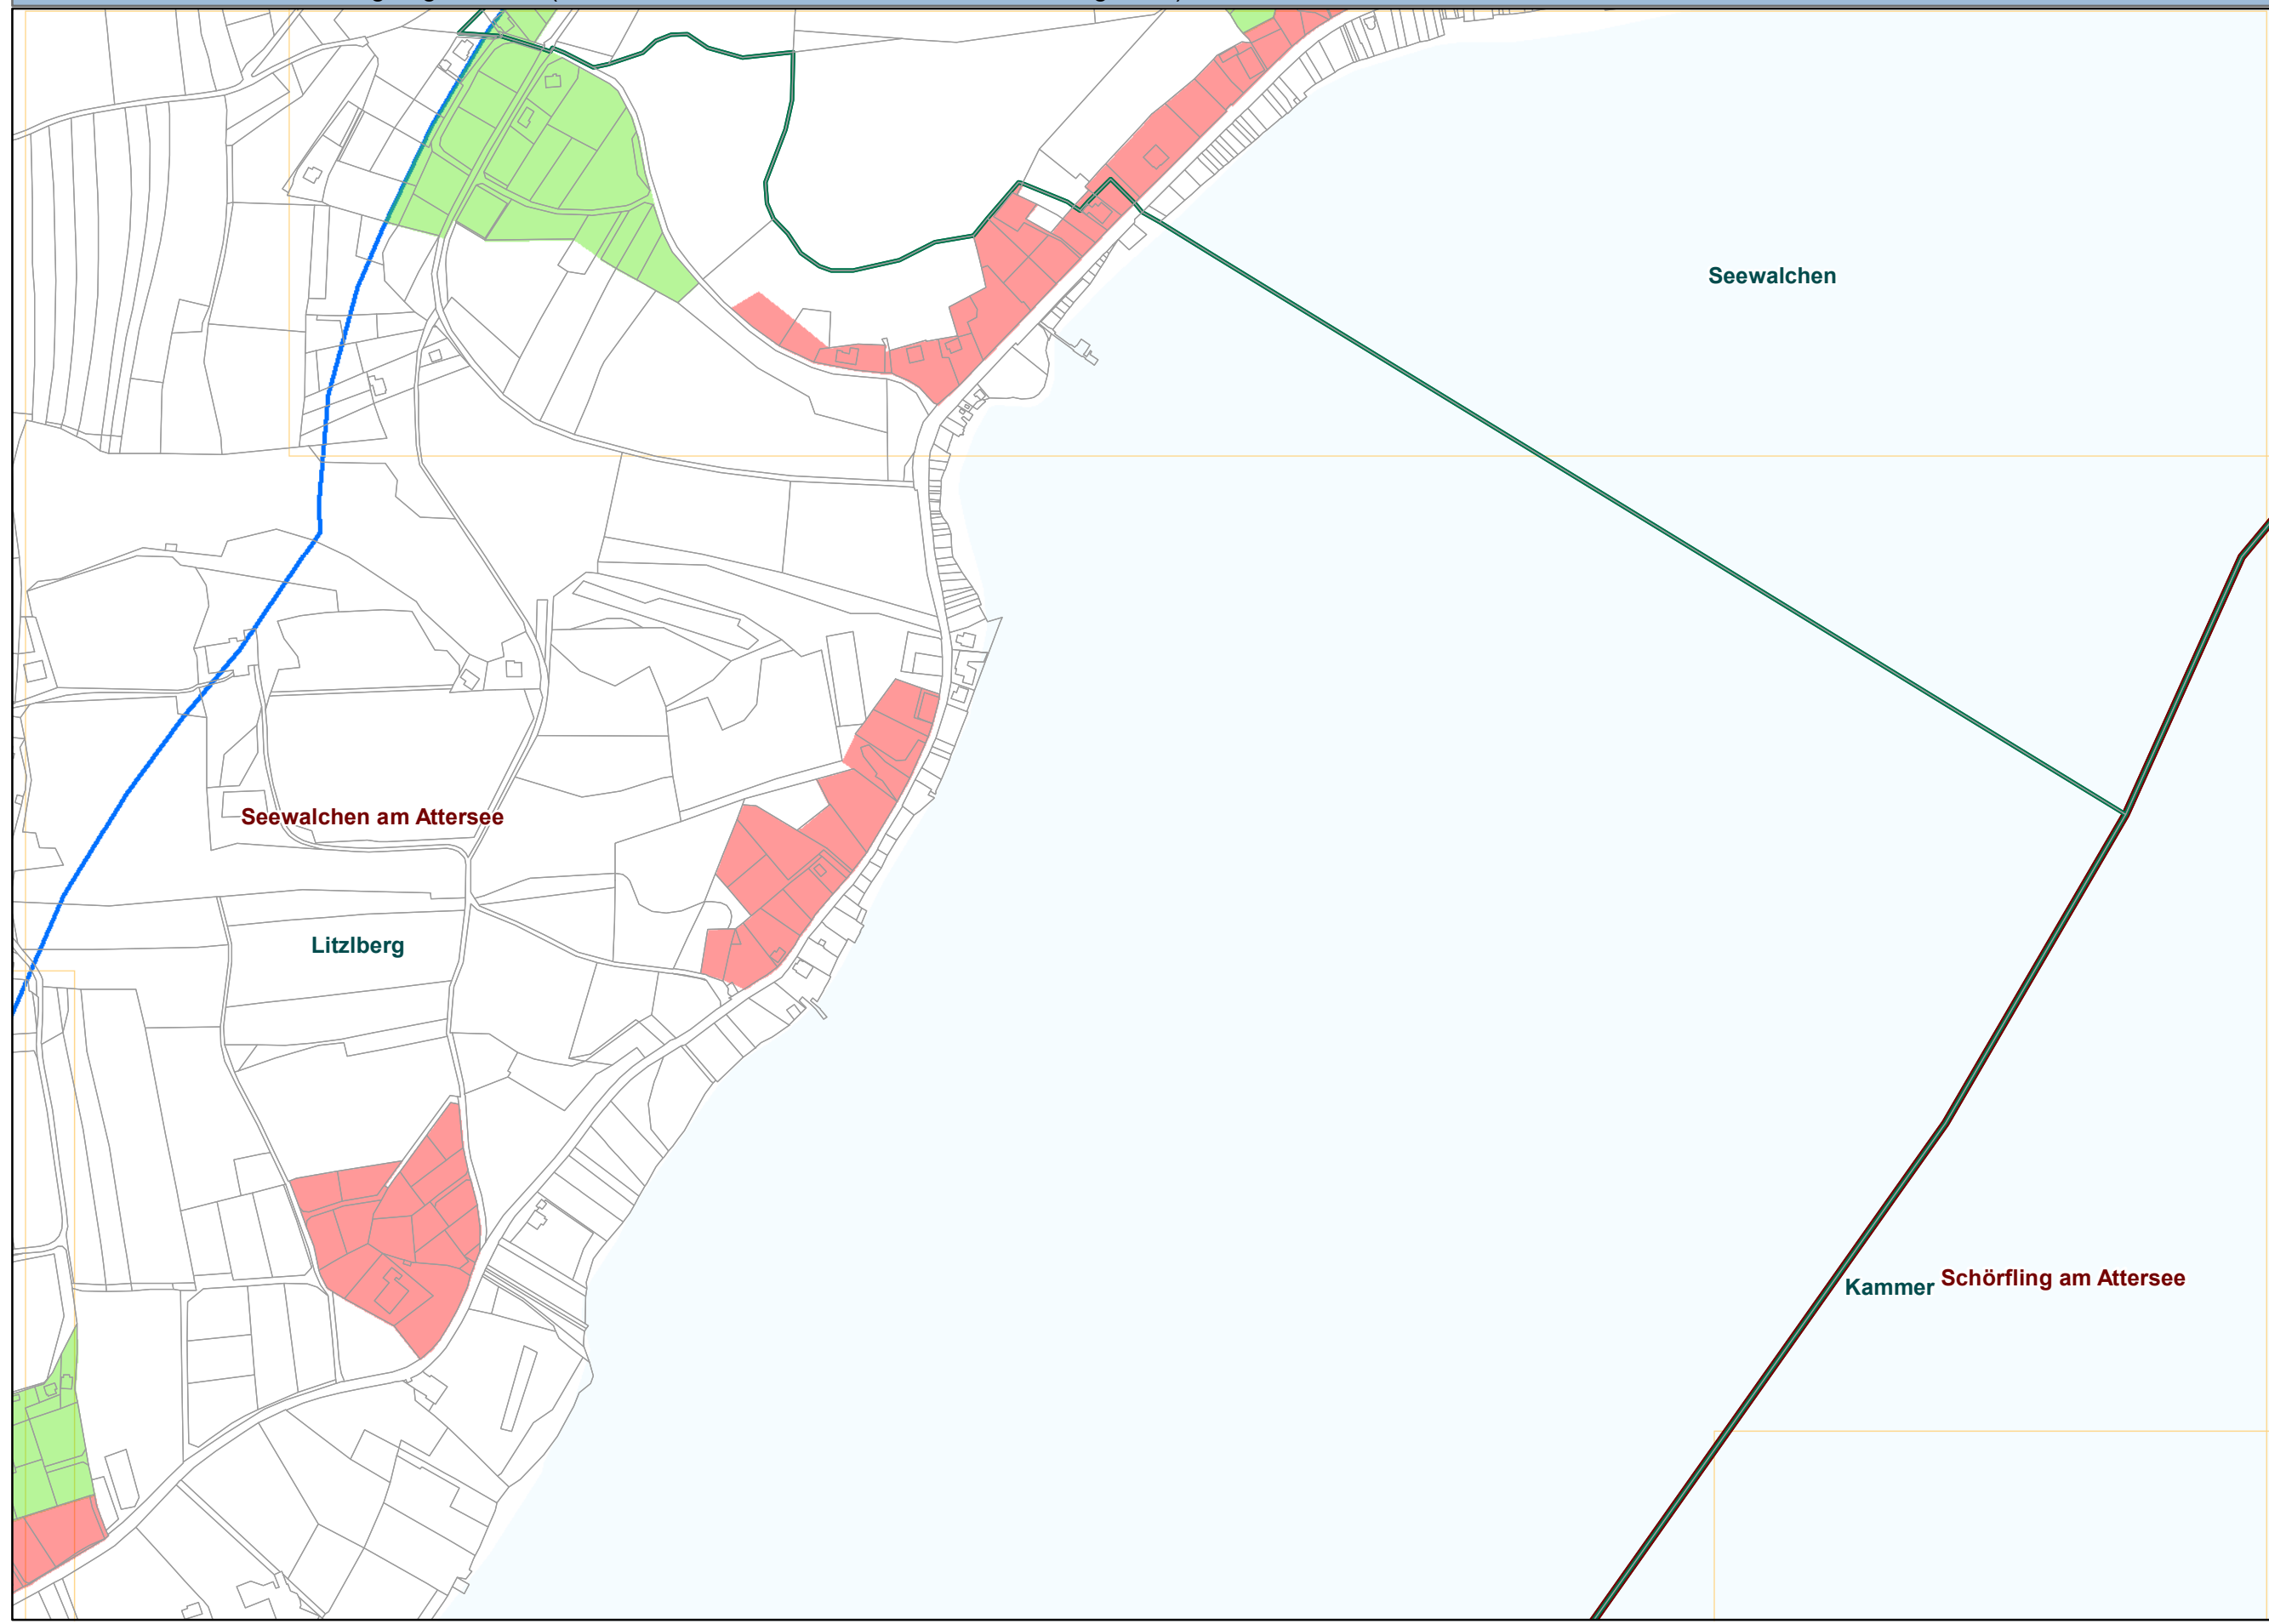 Seewalchen
Seewalchen am Attersee
Litzlberg
Kammer
Schörfling am Attersee